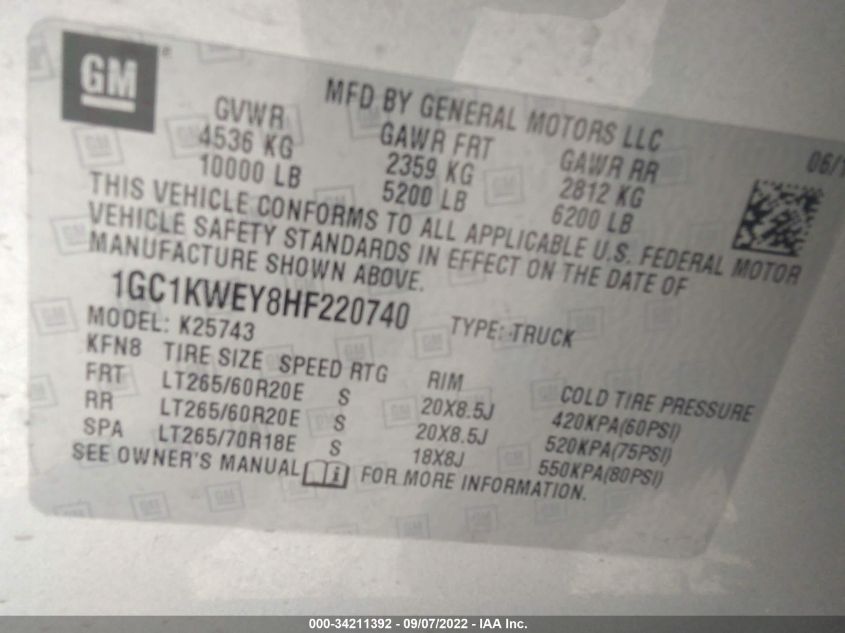 GM
MFD BY GENERAL MOTORS LLC
06/1
GVWR GAWR FRT GAWR RR
4536 KG 2359 KG 2812 KG
10000 LB 5200 LB 6200 LB
THIS VEHICLE CONFORMS TO ALL APPLICABLE U.S. FEDERAL MOTOR
VEHICLE SAFETY STANDARDS IN EFFECT ON THE DATE OF
MANUFACTURE SHOWN ABOVE.
1GC1KWEY8HF220740 TYPE: TRUCK
MODEL: K25743
KFN8 TIRE SIZE SPEED RTG RIM COLD TIRE PRESSURE
FRT LT265/60R20E S 20X8.5J 420KPA(60PSI)
RR LT265/60R20E S 20X8.5J 520KPA(75PSI)
SPA LT265/70R18E S 18X8J 550KPA(80PSI)
SEE OWNER'S MANUAL FOR MORE INFORMATION.
000-34211392 - 09/07/2022 - IAA Inc.